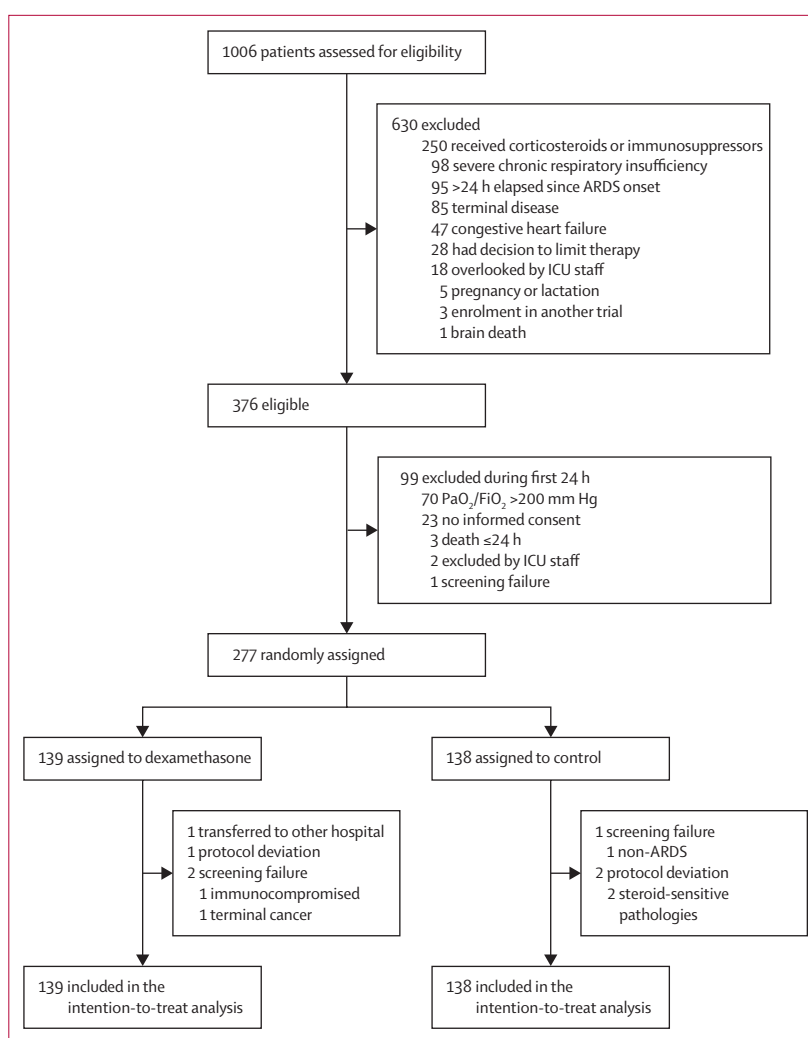 1006 patients assessed for eligibility
630 excluded
250 received corticosteroids or immunosuppressors
98 severe chronic respiratory insufficiency
95 >24 h elapsed since ARDS onset
85 terminal disease
47 congestive heart failure
28 had decision to limit therapy
18 overlooked by ICU staff
5 pregnancy or lactation
3 enrolment in another trial
1 brain death
376 eligible
99 excluded during first 24 h
70 PaO₂/FiO₂ >200 mm Hg
23 no informed consent
3 death ≤24 h
2 excluded by ICU staff
1 screening failure
277 randomly assigned
139 assigned to dexamethasone
138 assigned to control
1 transferred to other hospital
1 protocol deviation
2 screening failure
1 immunocompromised
1 terminal cancer
1 screening failure
1 non-ARDS
2 protocol deviation
2 steroid-sensitive
pathologies
139 included in the
intention-to-treat analysis
138 included in the
intention-to-treat analysis